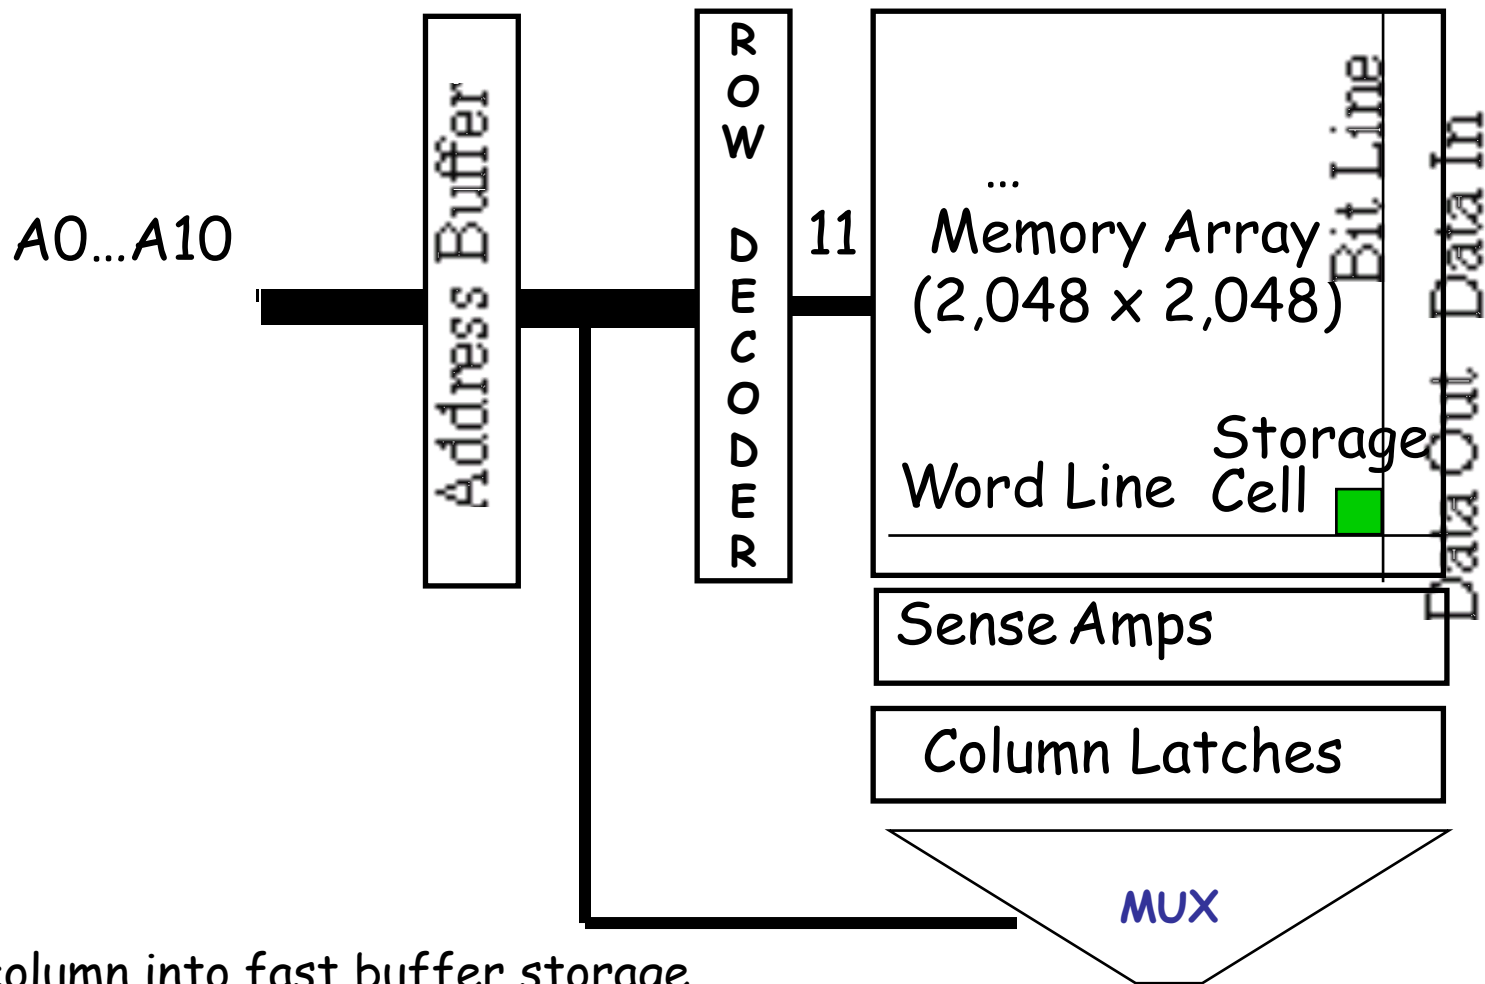 A0...A10
Address Buffer
ROW DECODER
11
...
Memory Array
(2,048 x 2,048)
Bit Line
Data In
Data Out
Storage
Cell
Word Line
Sense Amps
Column Latches
MUX
column into fast buffer storage